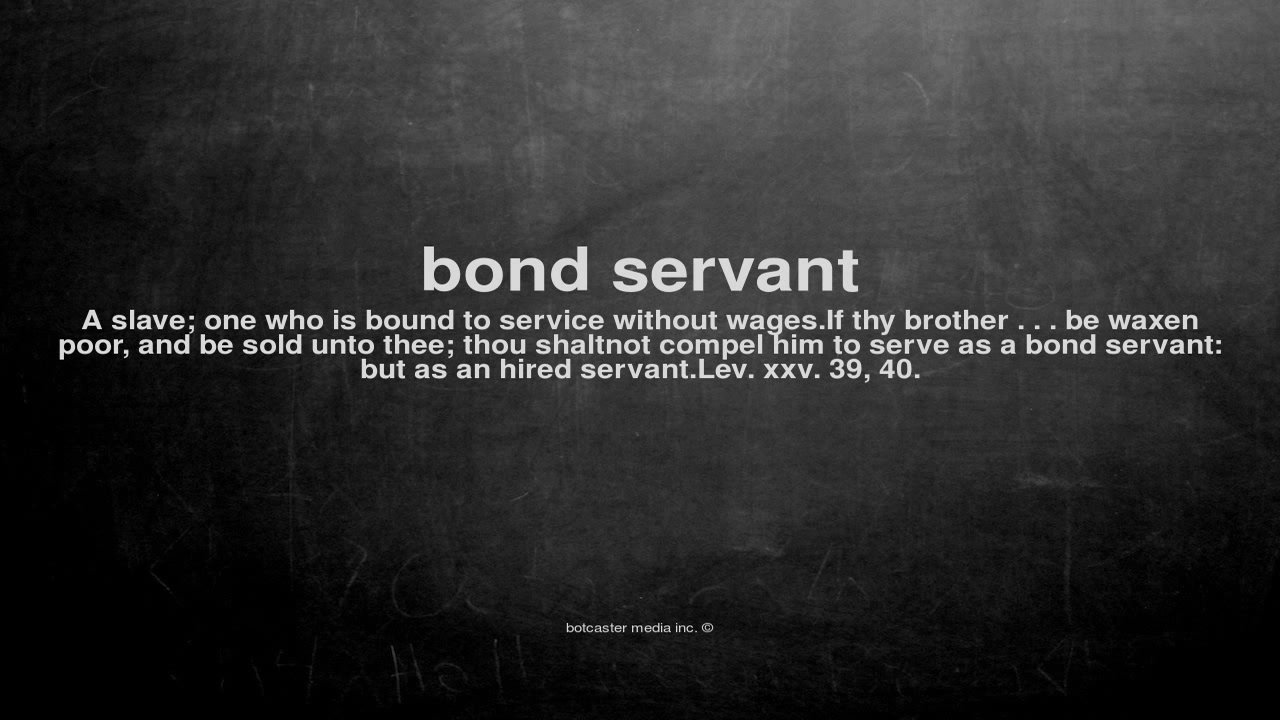 bond servant
A slave; one who is bound to service without wages.If thy brother . . . be waxen
poor, and be sold unto thee; thou shaltnot compel him to serve as a bond servant:
but as an hired servant.Lev. xxv. 39, 40.
botcaster media inc. ©